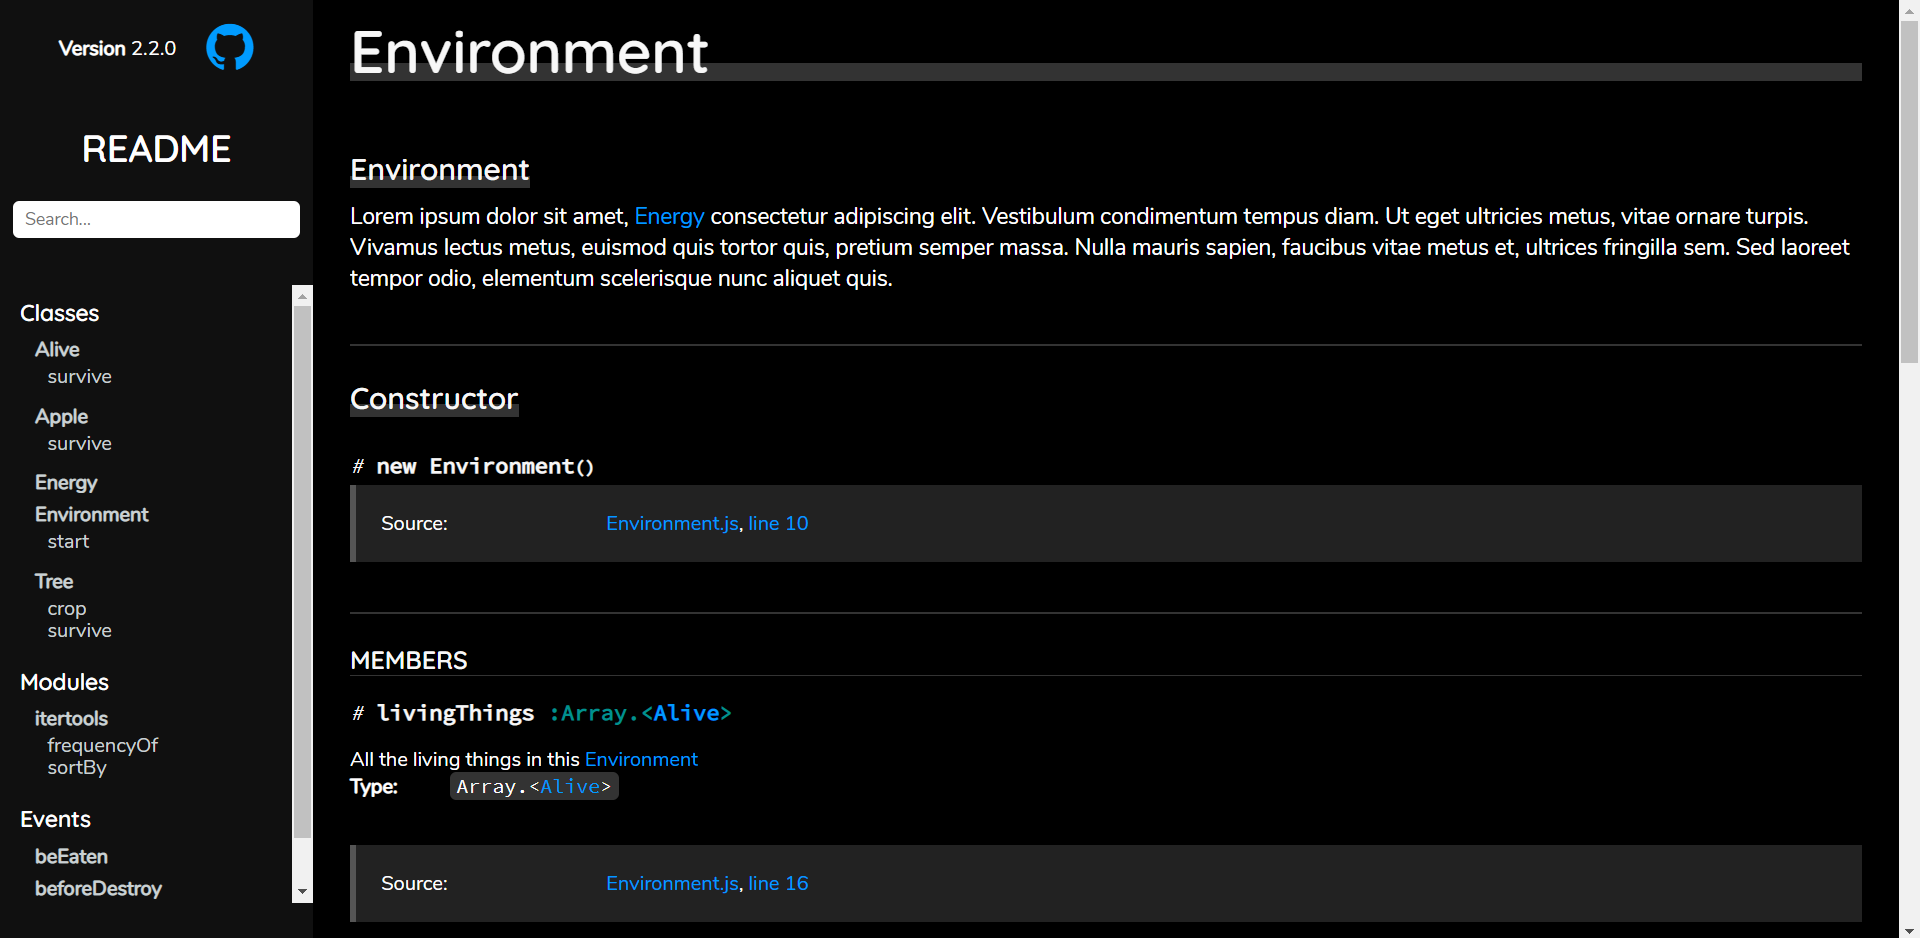 Version 2.2.0
README
Search...
Classes
Alive
survive
Apple
survive
Energy
Environment
start
Tree
crop
survive
Modules
itertools
frequencyOf
sortBy
Events
beEaten
beforeDestroy
Environment
Environment
Lorem ipsum dolor sit amet, Energy consectetur adipiscing elit. Vestibulum condimentum tempus diam. Ut eget ultricies metus, vitae ornare turpis.
Vivamus lectus metus, euismod quis tortor quis, pretium semper massa. Nulla mauris sapien, faucibus vitae metus et, ultrices fringilla sem. Sed laoreet
tempor odio, elementum scelerisque nunc aliquet quis.
Constructor
# new Environment()
Source: Environment.js, line 10
MEMBERS
# livingThings :Array.<Alive>
All the living things in this Environment
Type: Array.<Alive>
Source: Environment.js, line 16